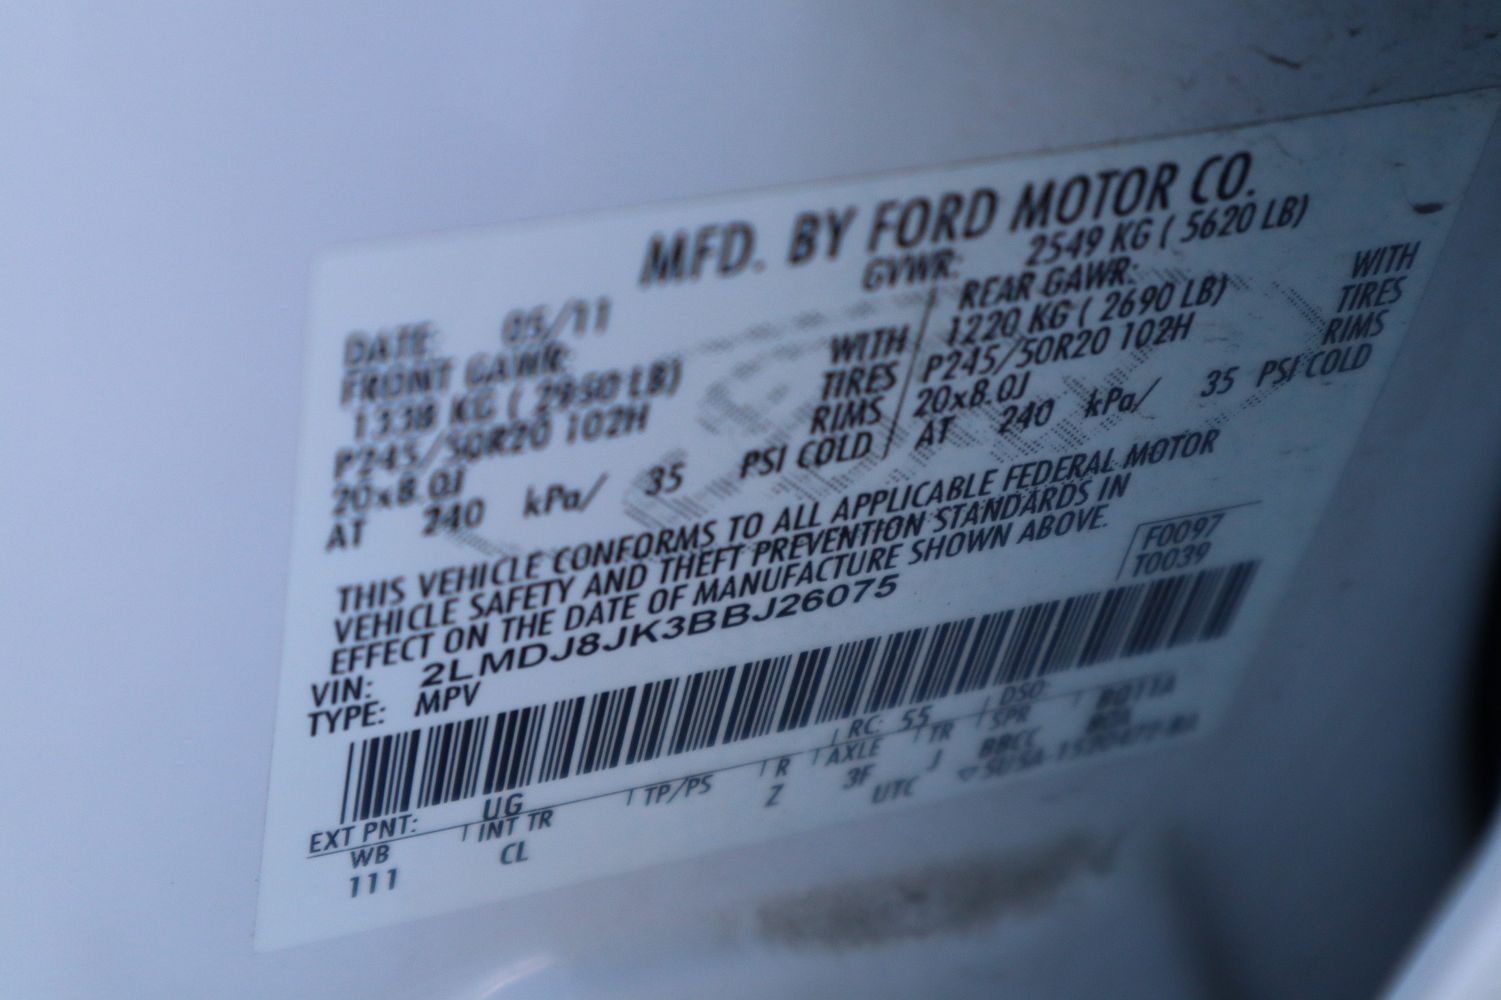 MFD. BY FORD MOTOR CO.
DATE: 05/11 GVWR: 2549 KG ( 5620 LB)
FRONT GAWR: REAR GAWR:
1338 KG ( 2950 LB) WITH 1220 KG ( 2690 LB) WITH
P245/50R20 102H TIRES P245/50R20 102H TIRES
20x8.0J RIMS 20x8.0J RIMS
AT 240 kPa/ 35 PSI COLD AT 240 kPa/ 35 PSI COLD
THIS VEHICLE CONFORMS TO ALL APPLICABLE FEDERAL MOTOR
VEHICLE SAFETY AND THEFT PREVENTION STANDARDS IN
EFFECT ON THE DATE OF MANUFACTURE SHOWN ABOVE.
F0097
T0039
VIN: 2LMDJ8JK3BBJ26075
TYPE: MPV
EXT PNT: UG RC: 55 DSO:
WB INT TR TP/PS R AXLE TR SPR
111 CL Z 3F J BBCC
UTC